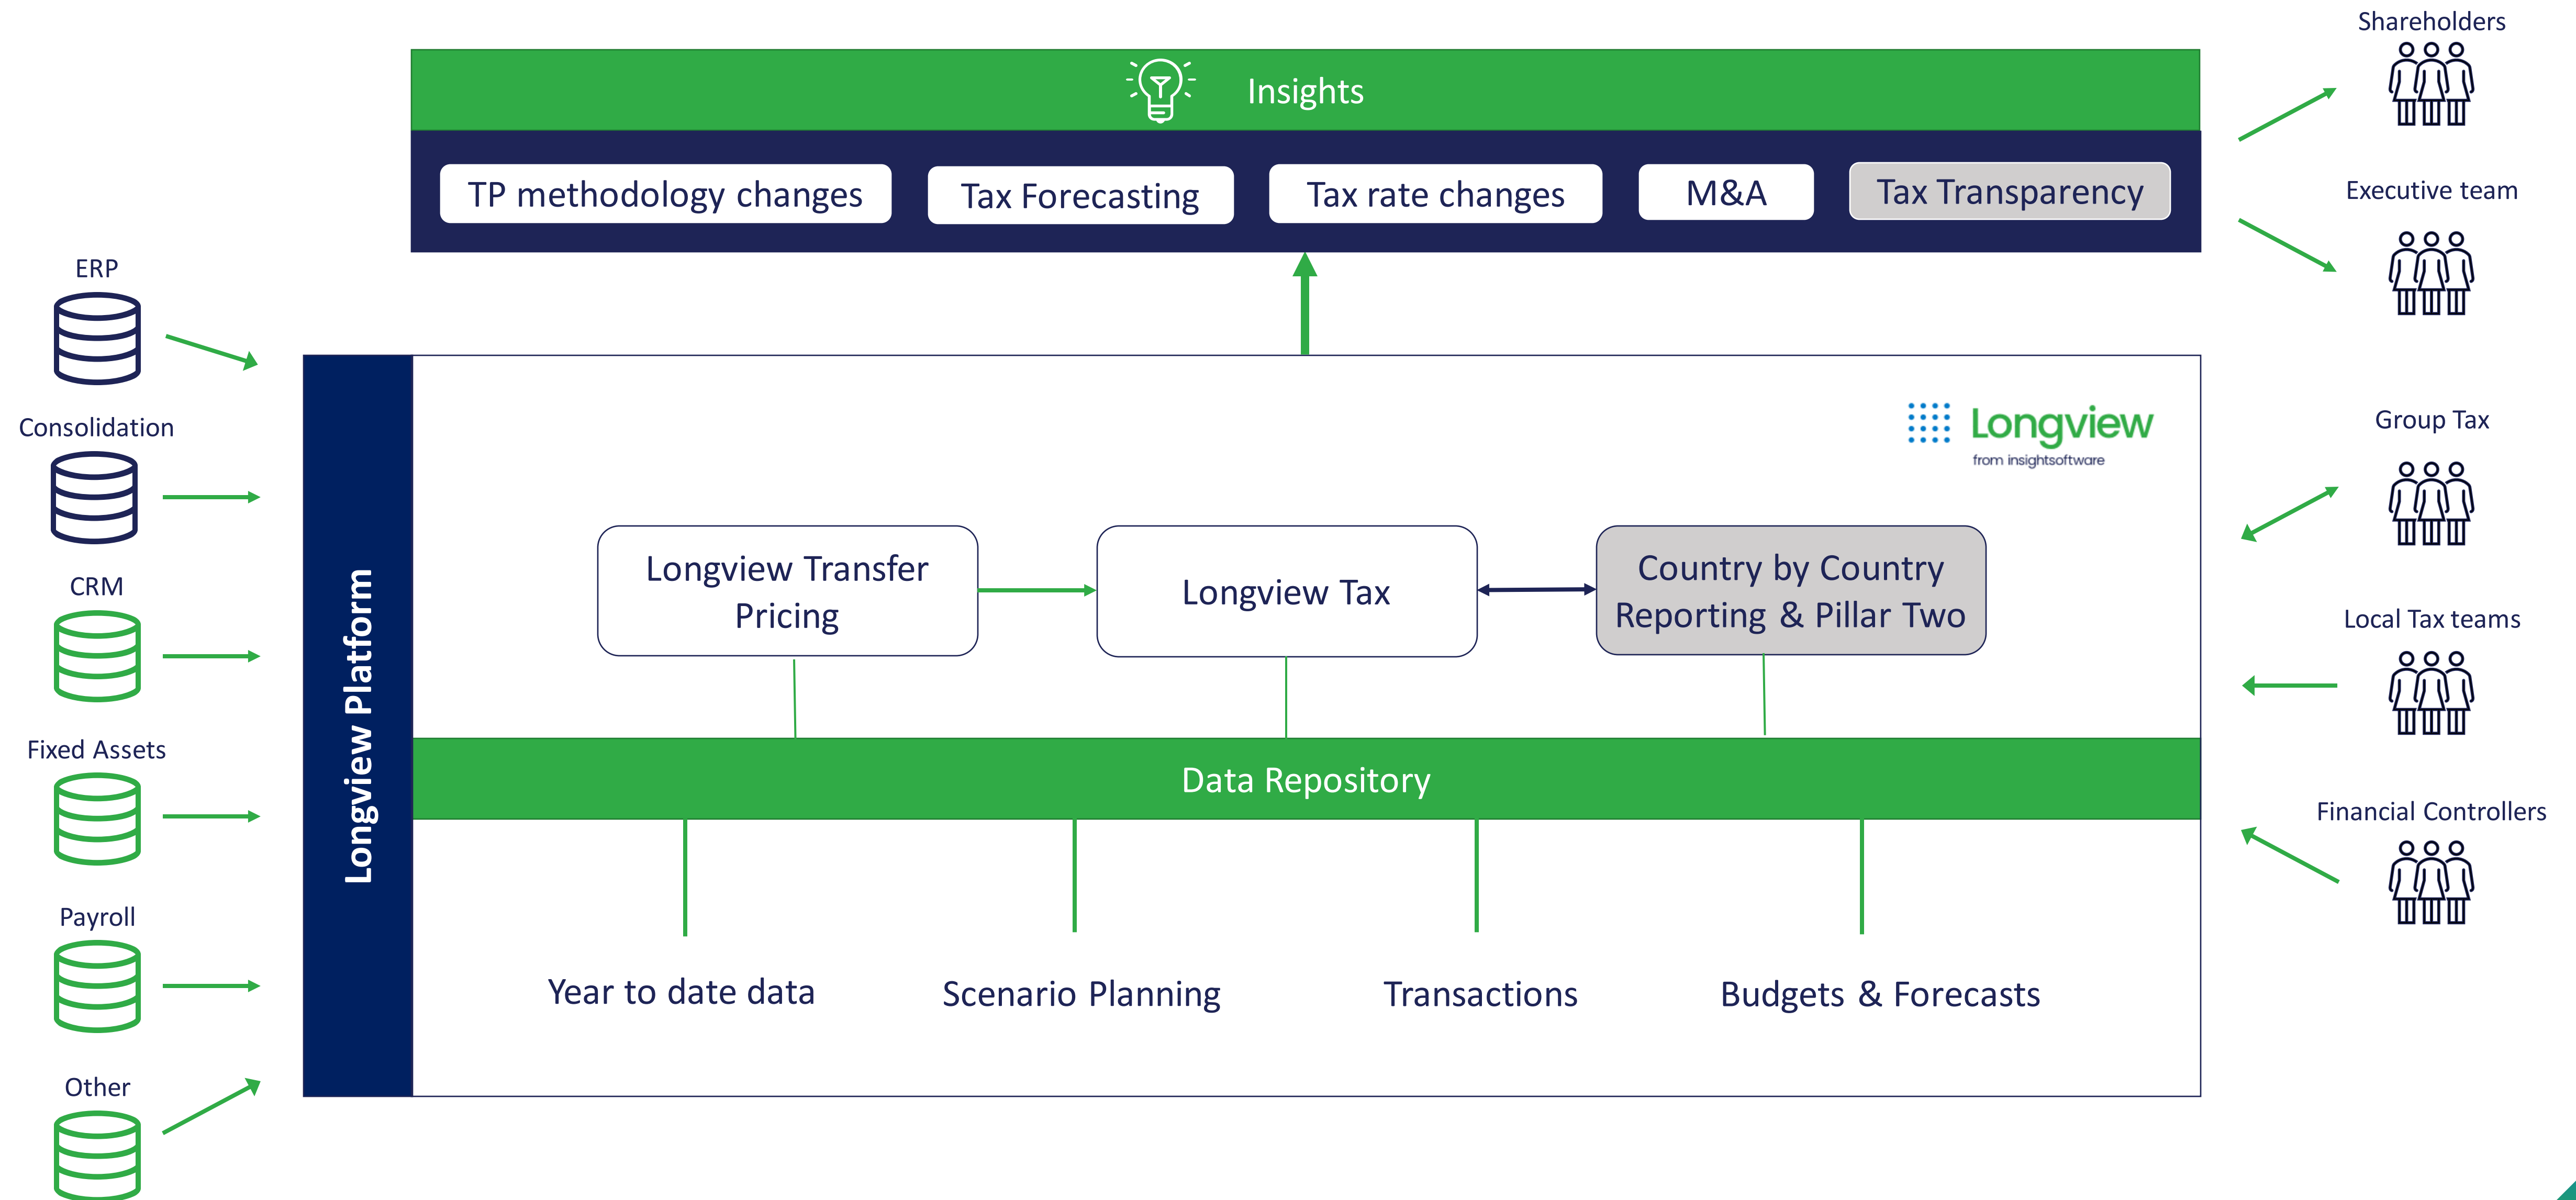 Insights
TP methodology changes
Tax Forecasting
Tax rate changes
M&A
Tax Transparency
ERP
Consolidation
CRM
Fixed Assets
Payroll
Other
Longview Platform
Longview
from insightsoftware
Longview Transfer
Pricing
Longview Tax
Country by Country
Reporting & Pillar Two
Data Repository
Year to date data
Scenario Planning
Transactions
Budgets & Forecasts
Shareholders
Executive team
Group Tax
Local Tax teams
Financial Controllers